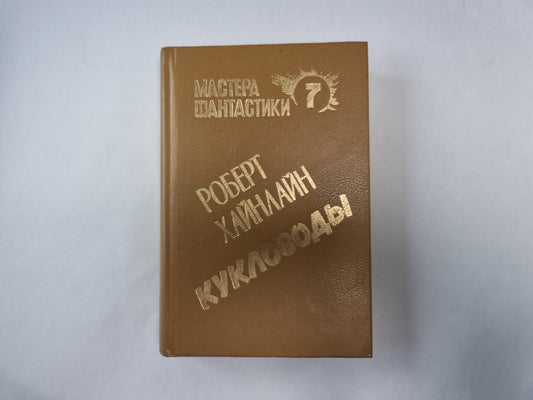 МАСТЕРА
ФАНТАСТИКИ
7
РОБЕРТ
ХАЙНЛАЙН
КУКЛОВОДЫ